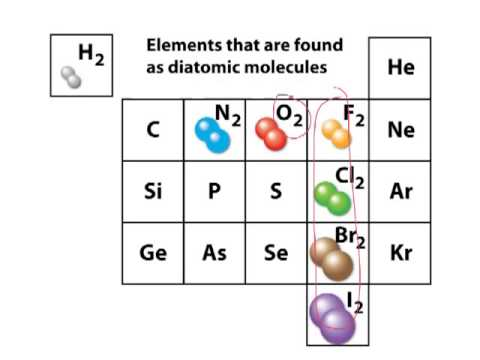 H2
Elements that are found
as diatomic molecules
He
C N2 O2 F2 Ne
Si P S Cl2 Ar
Ge As Se Br2 Kr
I2